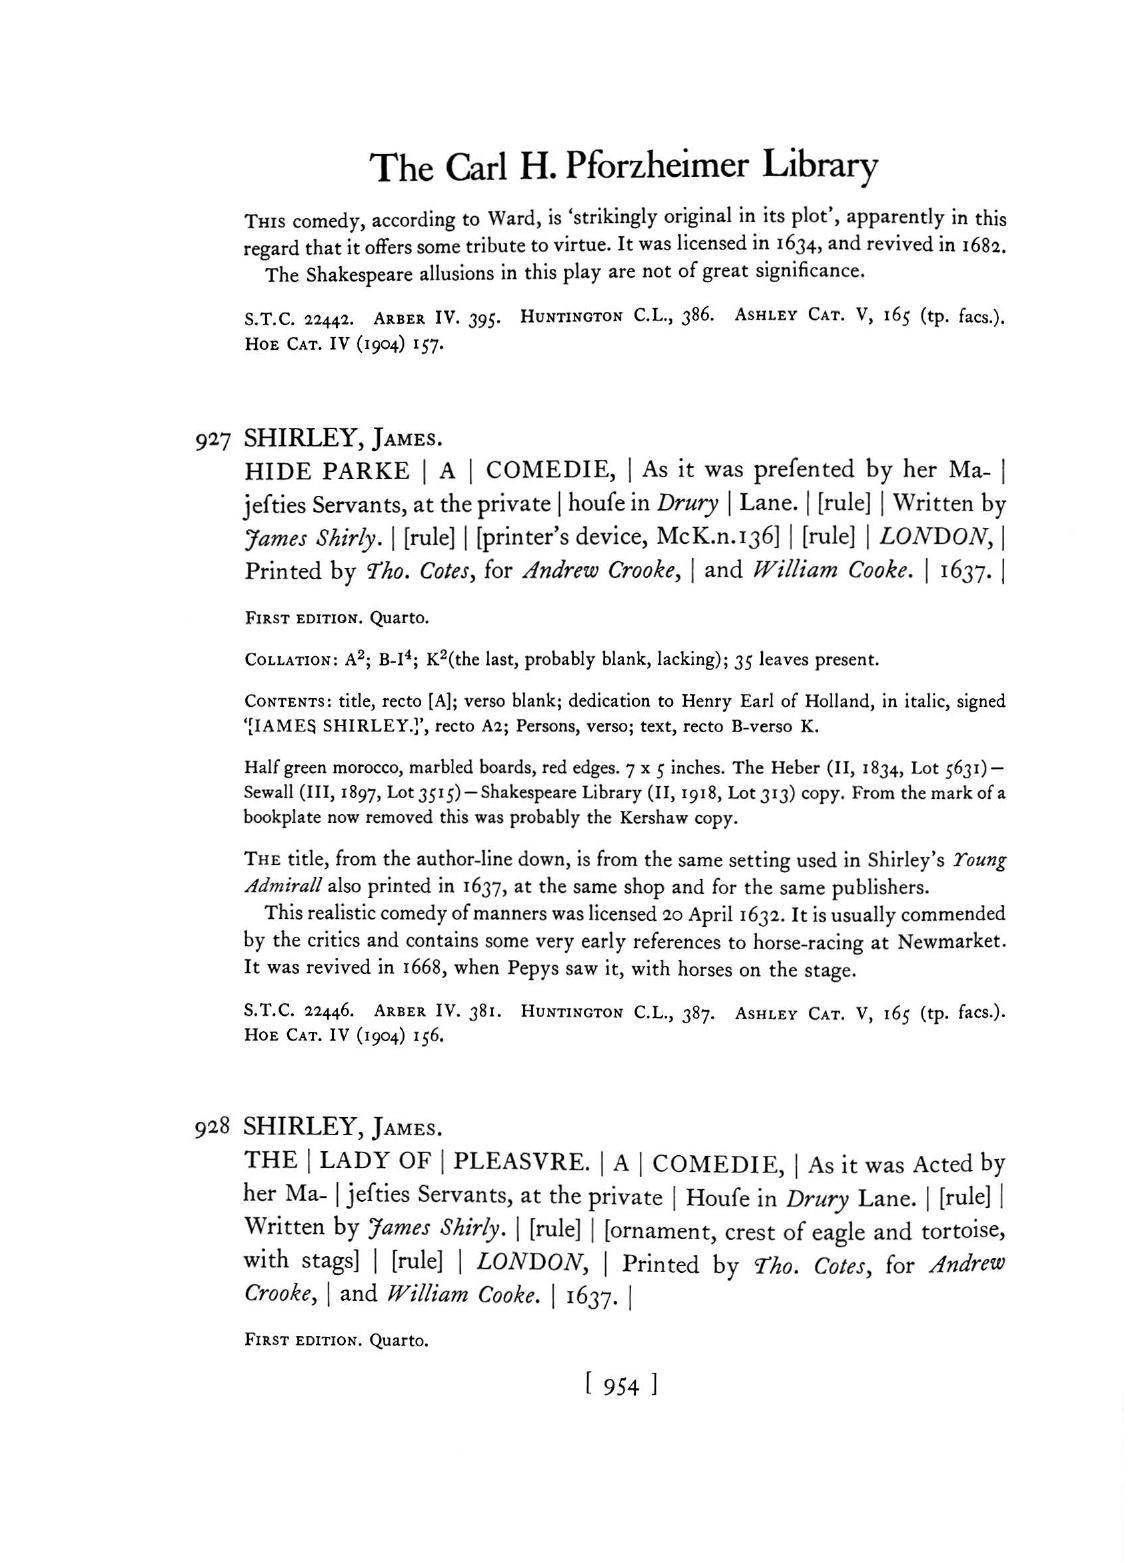 The Carl H. Pforzheimer Library
THIS comedy, according to Ward, is ‘strikingly original in its plot’, apparently in this
regard that it offers some tribute to virtue. It was licensed in 1634, and revived in 1682.
The Shakespeare allusions in this play are not of great significance.
S.T.C. 22442. ARBER IV. 395. HUNTINGTON C.L., 386. ASHLEY CAT. V, 165 (tp. facs.).
HOE CAT. IV (1904) 157.
927 SHIRLEY, JAMES.
HIDE PARKE | A | COMEDIE, | As it was preſented by her Ma- |
jeſties Servants, at the private | houſe in Drury | Lane. | [rule] | Written by
James Shirly. | [rule] | [printer’s device, McK.n.136] | [rule] | LONDON, |
Printed by Tho. Cotes, for Andrew Crooke, | and William Cooke. | 1637. |
FIRST EDITION. Quarto.
COLLATION: A²; B-I⁴; K²(the last, probably blank, lacking); 35 leaves present.
CONTENTS: title, recto [A]; verso blank; dedication to Henry Earl of Holland, in italic, signed
‘[IAMES SHIRLEY.]’, recto A2; Persons, verso; text, recto B-verso K.
Half green morocco, marbled boards, red edges. 7 x 5 inches. The Heber (II, 1834, Lot 5631)—
Sewall (III, 1897, Lot 3515)—Shakespeare Library (II, 1918, Lot 313) copy. From the mark of a
bookplate now removed this was probably the Kershaw copy.
THE title, from the author-line down, is from the same setting used in Shirley’s Young
Admirall also printed in 1637, at the same shop and for the same publishers.
This realistic comedy of manners was licensed 20 April 1632. It is usually commended
by the critics and contains some very early references to horse-racing at Newmarket.
It was revived in 1668, when Pepys saw it, with horses on the stage.
S.T.C. 22446. ARBER IV. 381. HUNTINGTON C.L., 387. ASHLEY CAT. V, 165 (tp. facs.).
HOE CAT. IV (1904) 156.
928 SHIRLEY, JAMES.
THE | LADY OF | PLEASVRE. | A | COMEDIE, | As it was Acted by
her Ma- | jeſties Servants, at the private | Houſe in Drury Lane. | [rule] |
Written by James Shirly. | [rule] | [ornament, crest of eagle and tortoise,
with stags] | [rule] | LONDON, | Printed by Tho. Cotes, for Andrew
Crooke, | and William Cooke. | 1637. |
FIRST EDITION. Quarto.
[ 954 ]